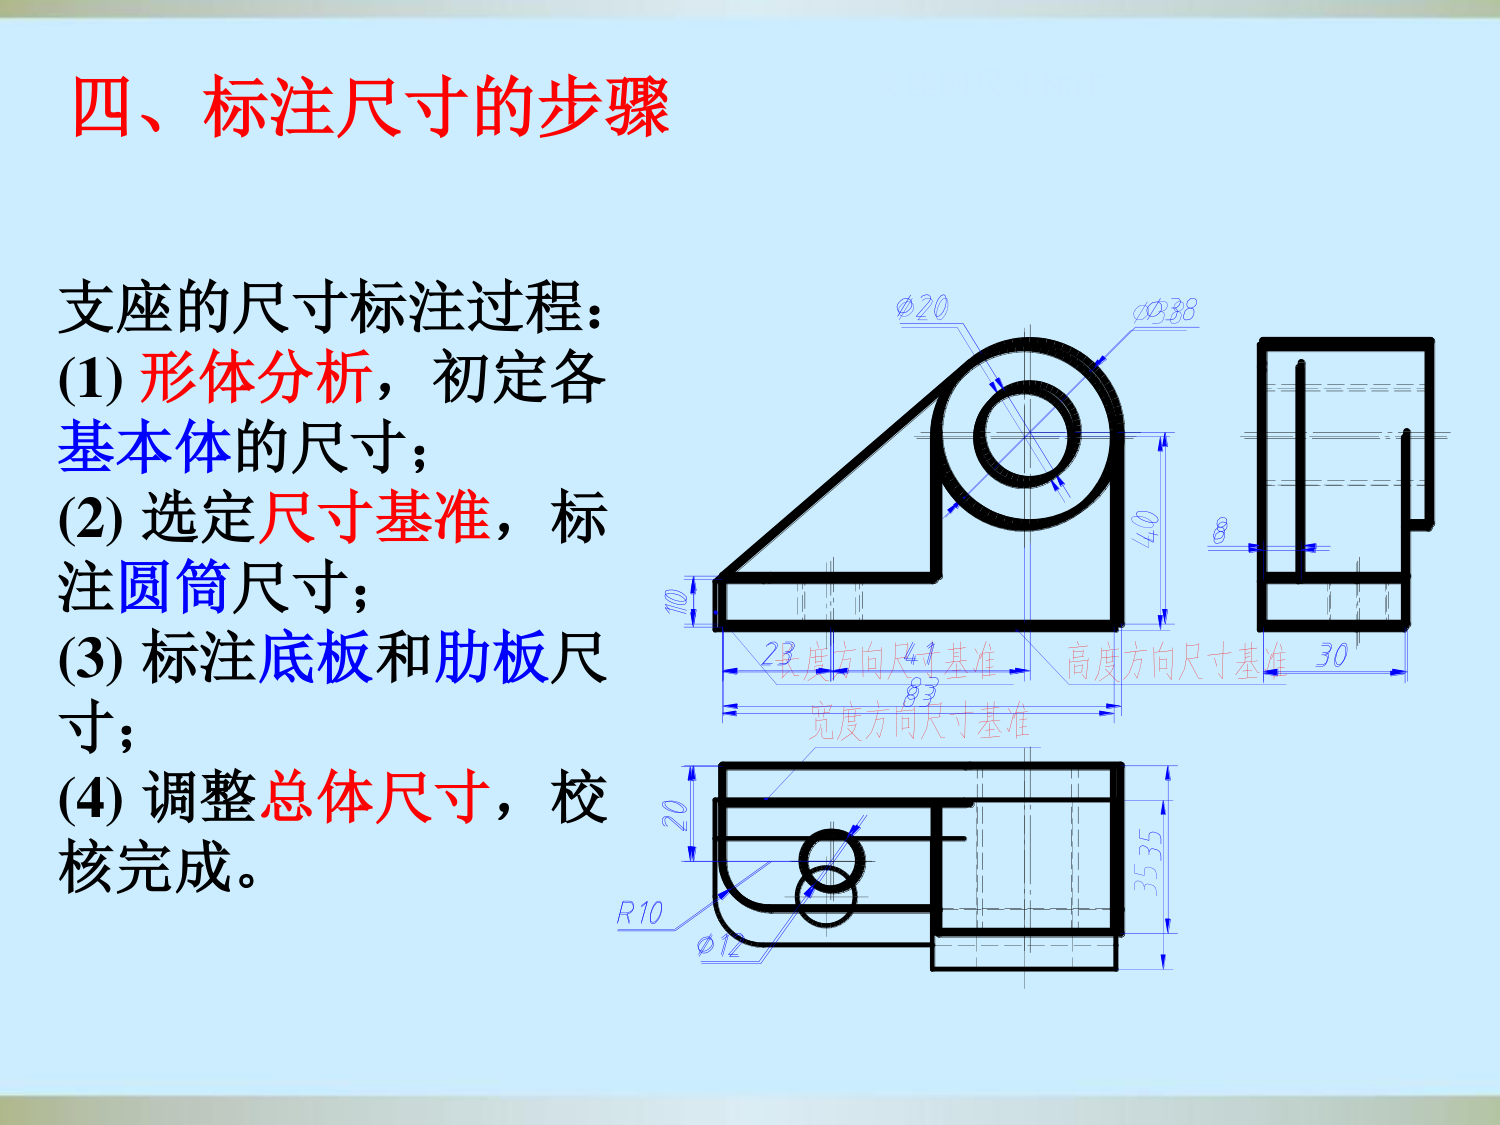 四、标注尺寸的步骤
支座的尺寸标注过程：
(1) 形体分析，初定各
基本体的尺寸；
(2) 选定尺寸基准，标
注圆筒尺寸；
(3) 标注底板和肋板尺
寸；
(4) 调整总体尺寸，校
核完成。
ϕ20
ϕ38
40
8
10
23
41
长度方向尺寸基准
高度方向尺寸基准
30
83
宽度方向尺寸基准
20
35
35
R10
ϕ12